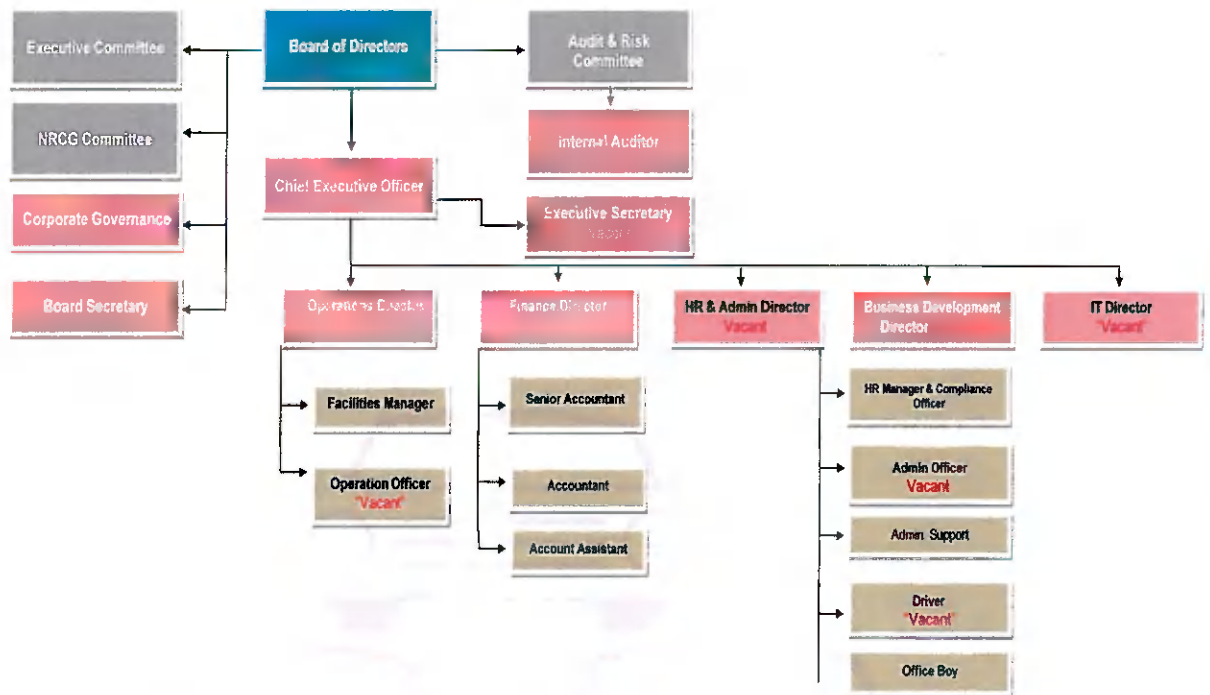 Executive Committee
Board of Directors
Audit & Risk
Committee
NRCG Committee
Internal Auditor
Chief Executive Officer
Corporate Governance
Executive Secretary
Board Secretary
Operations Director
Finance Director
HR & Admin Director
Vacant
Business Development
Director
IT Director
"Vacant"
Facilities Manager
Senior Accountant
HR Manager & Compliance
Officer
Operation Officer
"Vacant"
Accountant
Admin Officer
Vacant
Account Assistant
Admin Support
Driver
"Vacant"
Office Boy